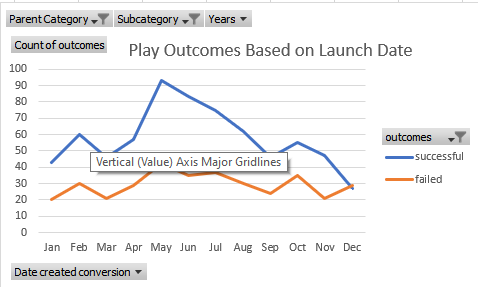 Parent Category Subcategory Years
Count of outcomes
Play Outcomes Based on Launch Date
100
90
80
70
60
50
40
30
20
10
0
Vertical (Value) Axis Major Gridlines
Jan Feb Mar Apr May Jun Jul Aug Sep Oct Nov Dec
outcomes
successful
failed
Date created conversion